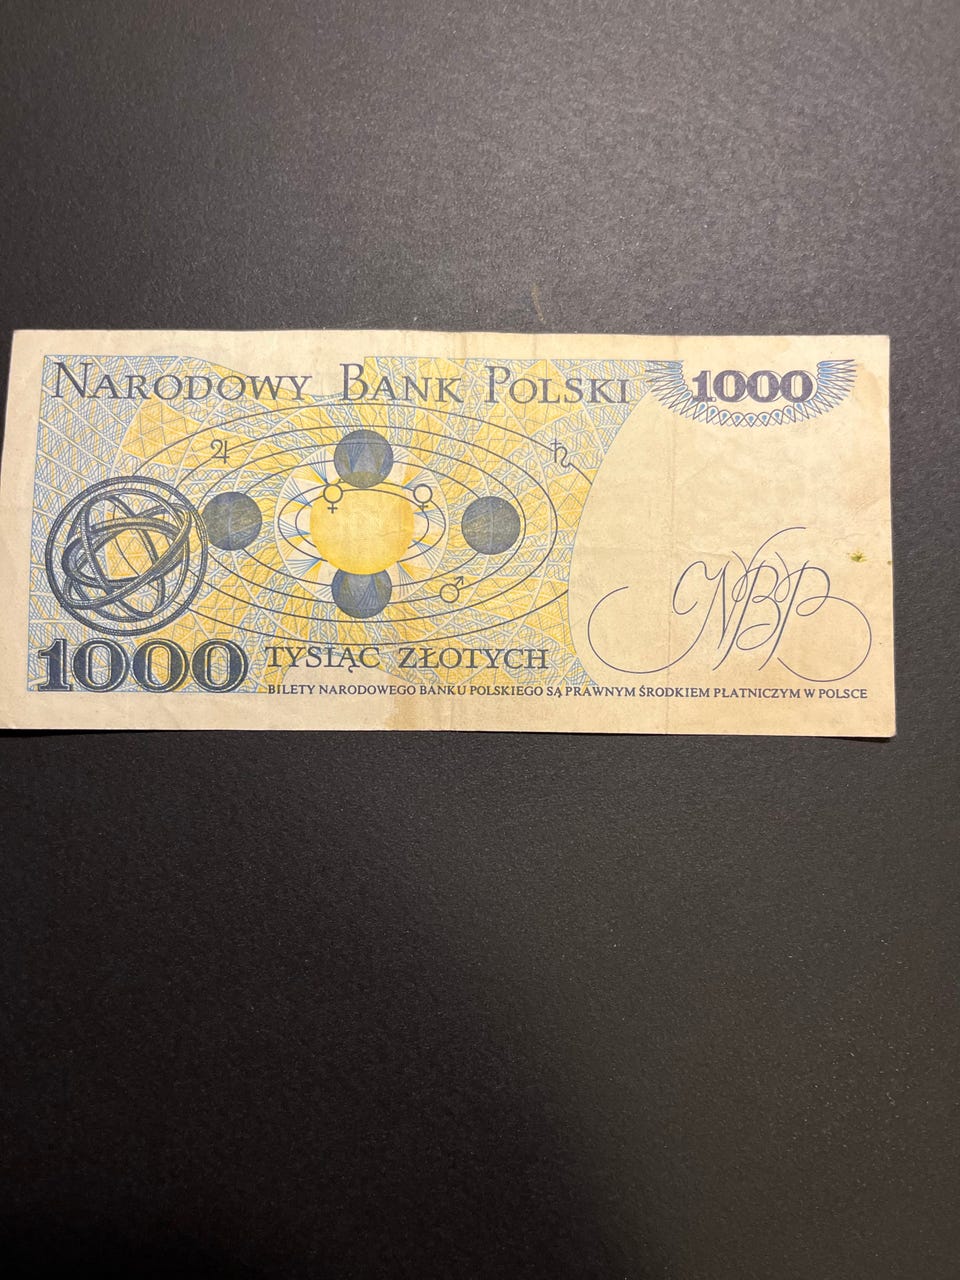 NARODOWY BANK POLSKI
1000
♃
♄
☿ ♀
♂
NBP
1000 TYSIĄC ZŁOTYCH
BILETY NARODOWEGO BANKU POLSKIEGO SĄ PRAWNYM ŚRODKIEM PŁATNICZYM W POLSCE